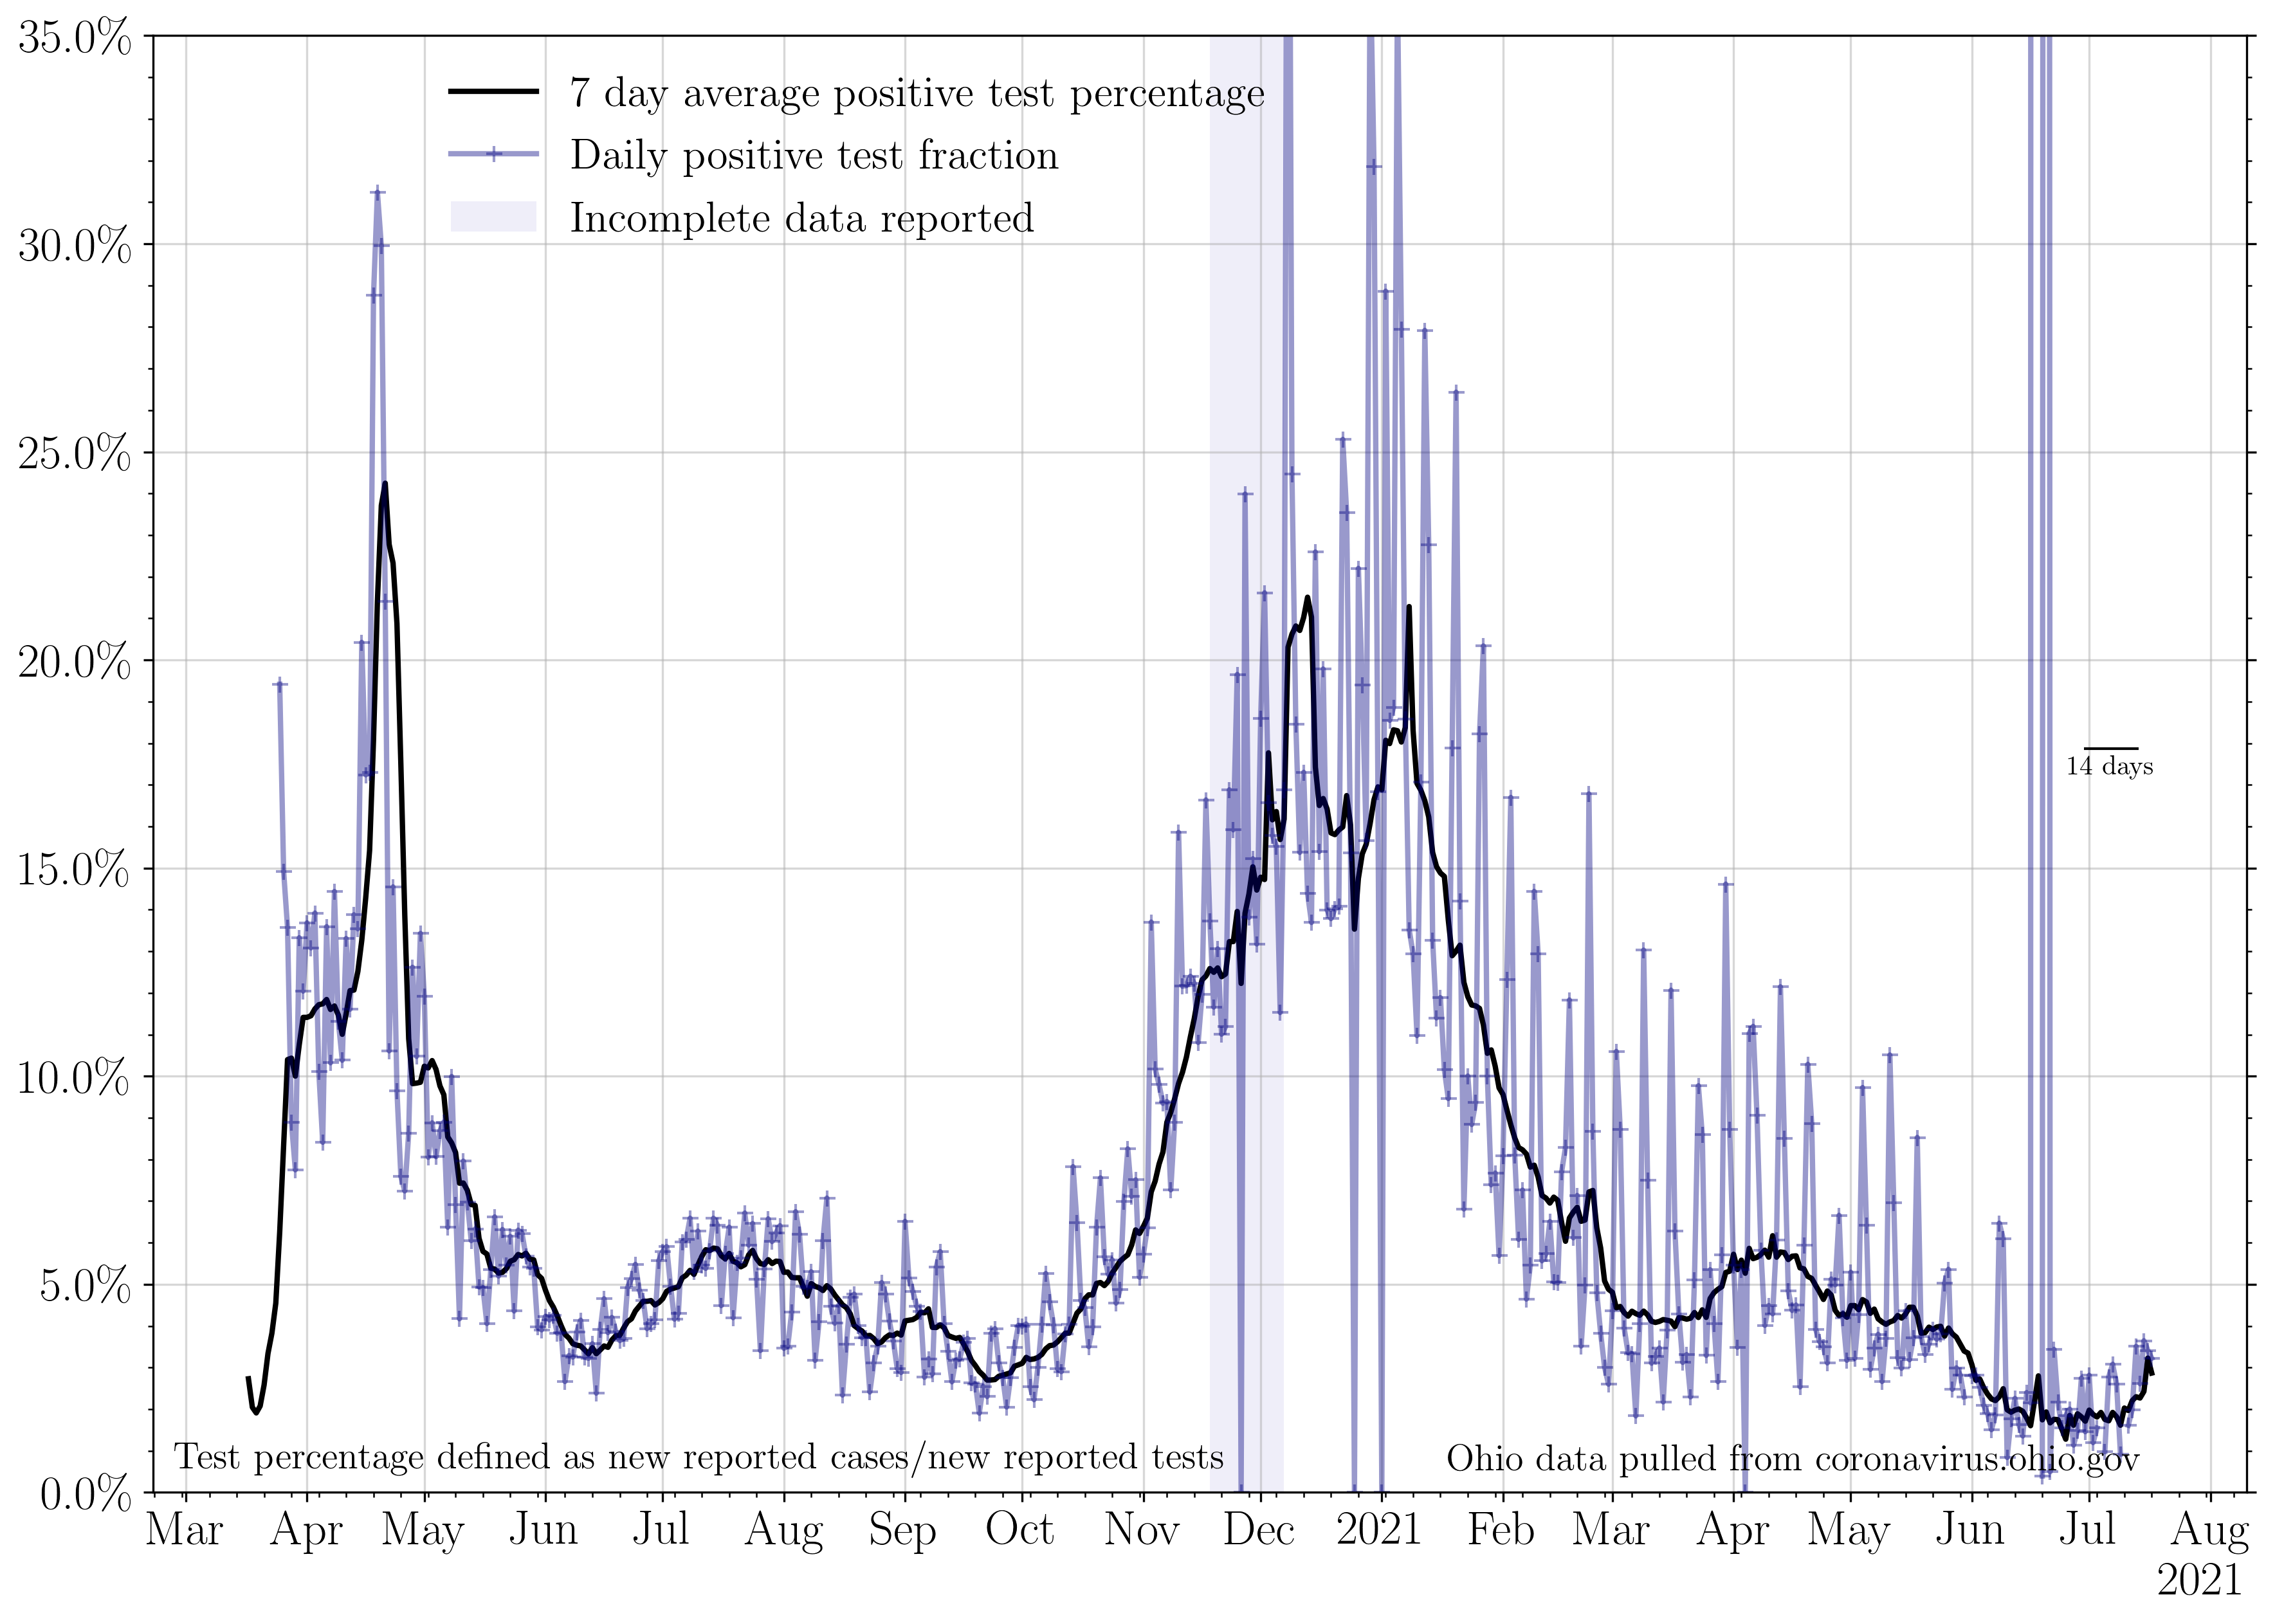 35.0%
30.0%
25.0%
20.0%
15.0%
10.0%
5.0%
0.0%
7 day average positive test percentage
Daily positive test fraction
Incomplete data reported
14 days
Test percentage defined as new reported cases/new reported tests
Ohio data pulled from coronavirus.ohio.gov
Mar Apr May Jun Jul Aug Sep Oct Nov Dec 2021 Feb Mar Apr May Jun Jul Aug
2021